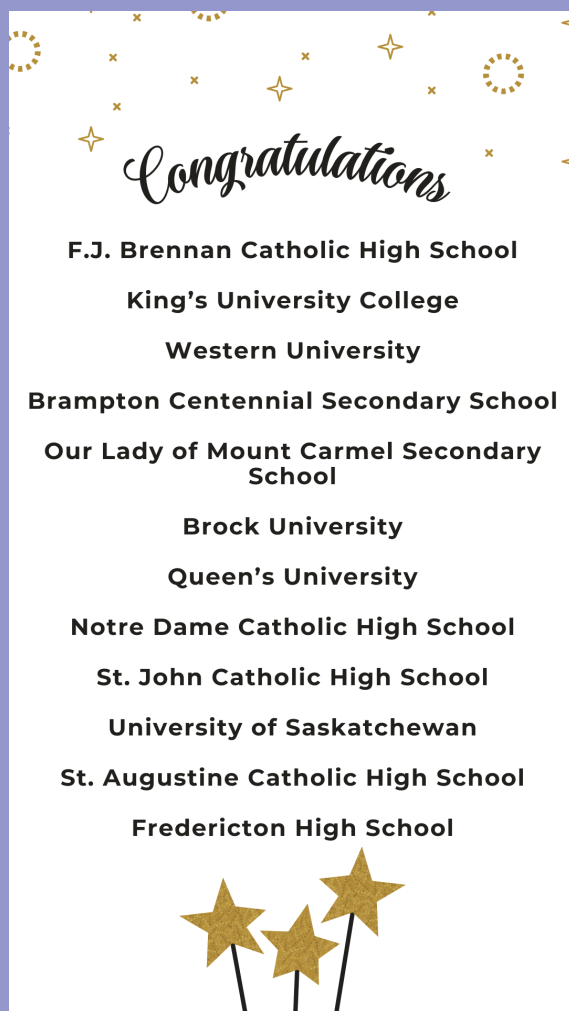 Congratulations
F.J. Brennan Catholic High School
King’s University College
Western University
Brampton Centennial Secondary School
Our Lady of Mount Carmel Secondary
School
Brock University
Queen’s University
Notre Dame Catholic High School
St. John Catholic High School
University of Saskatchewan
St. Augustine Catholic High School
Fredericton High School